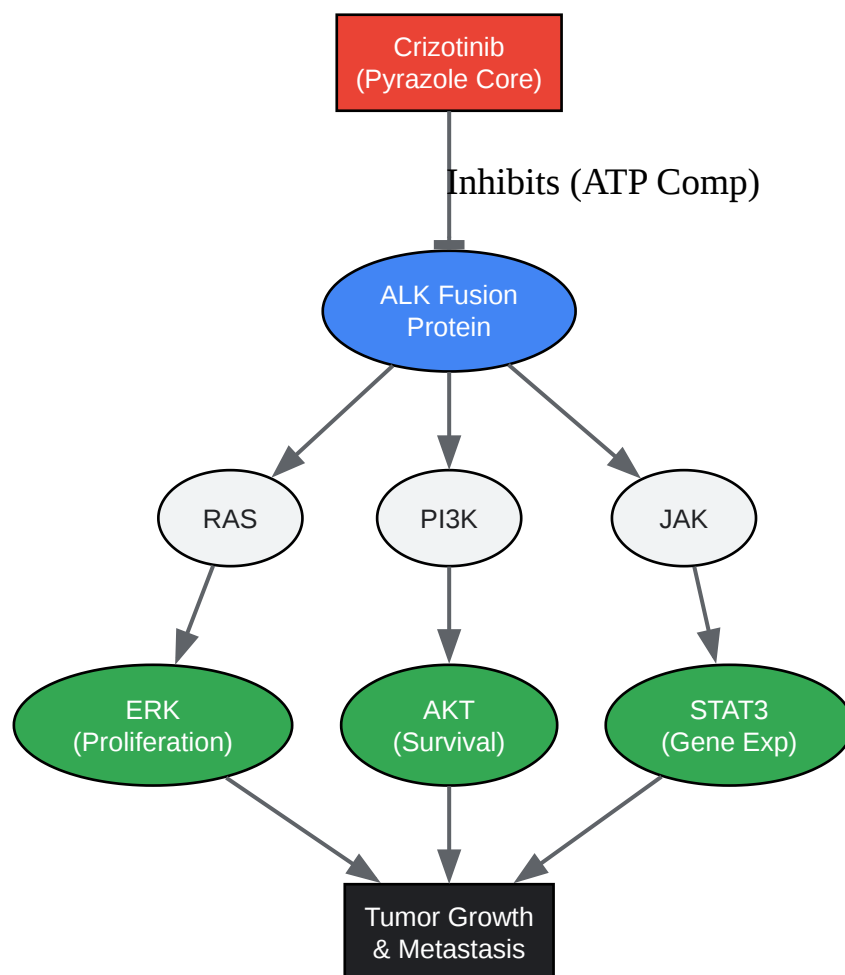 Crizotinib
(Pyrazole Core)
Inhibits (ATP Comp)
ALK Fusion
Protein
RAS
PI3K
JAK
ERK
(Proliferation)
AKT
(Survival)
STAT3
(Gene Exp)
Tumor Growth
& Metastasis